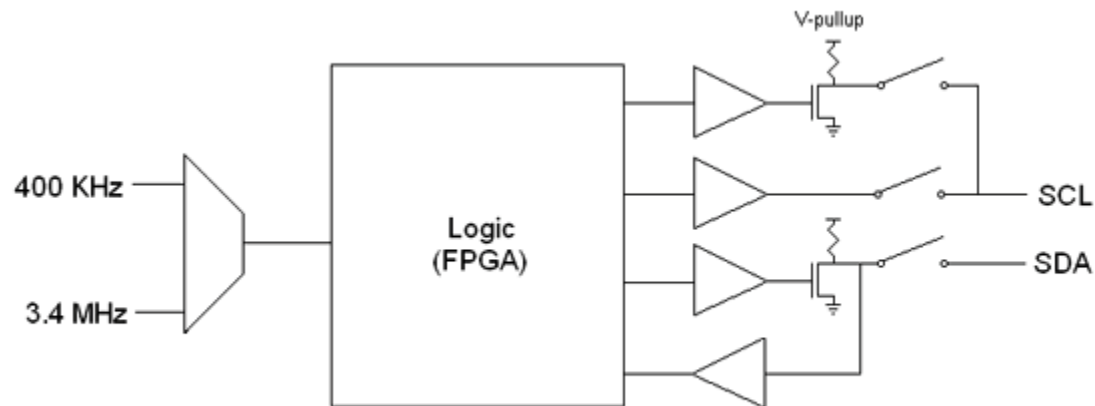 V-pullup
400 KHz
3.4 MHz
Logic
(FPGA)
SCL
SDA